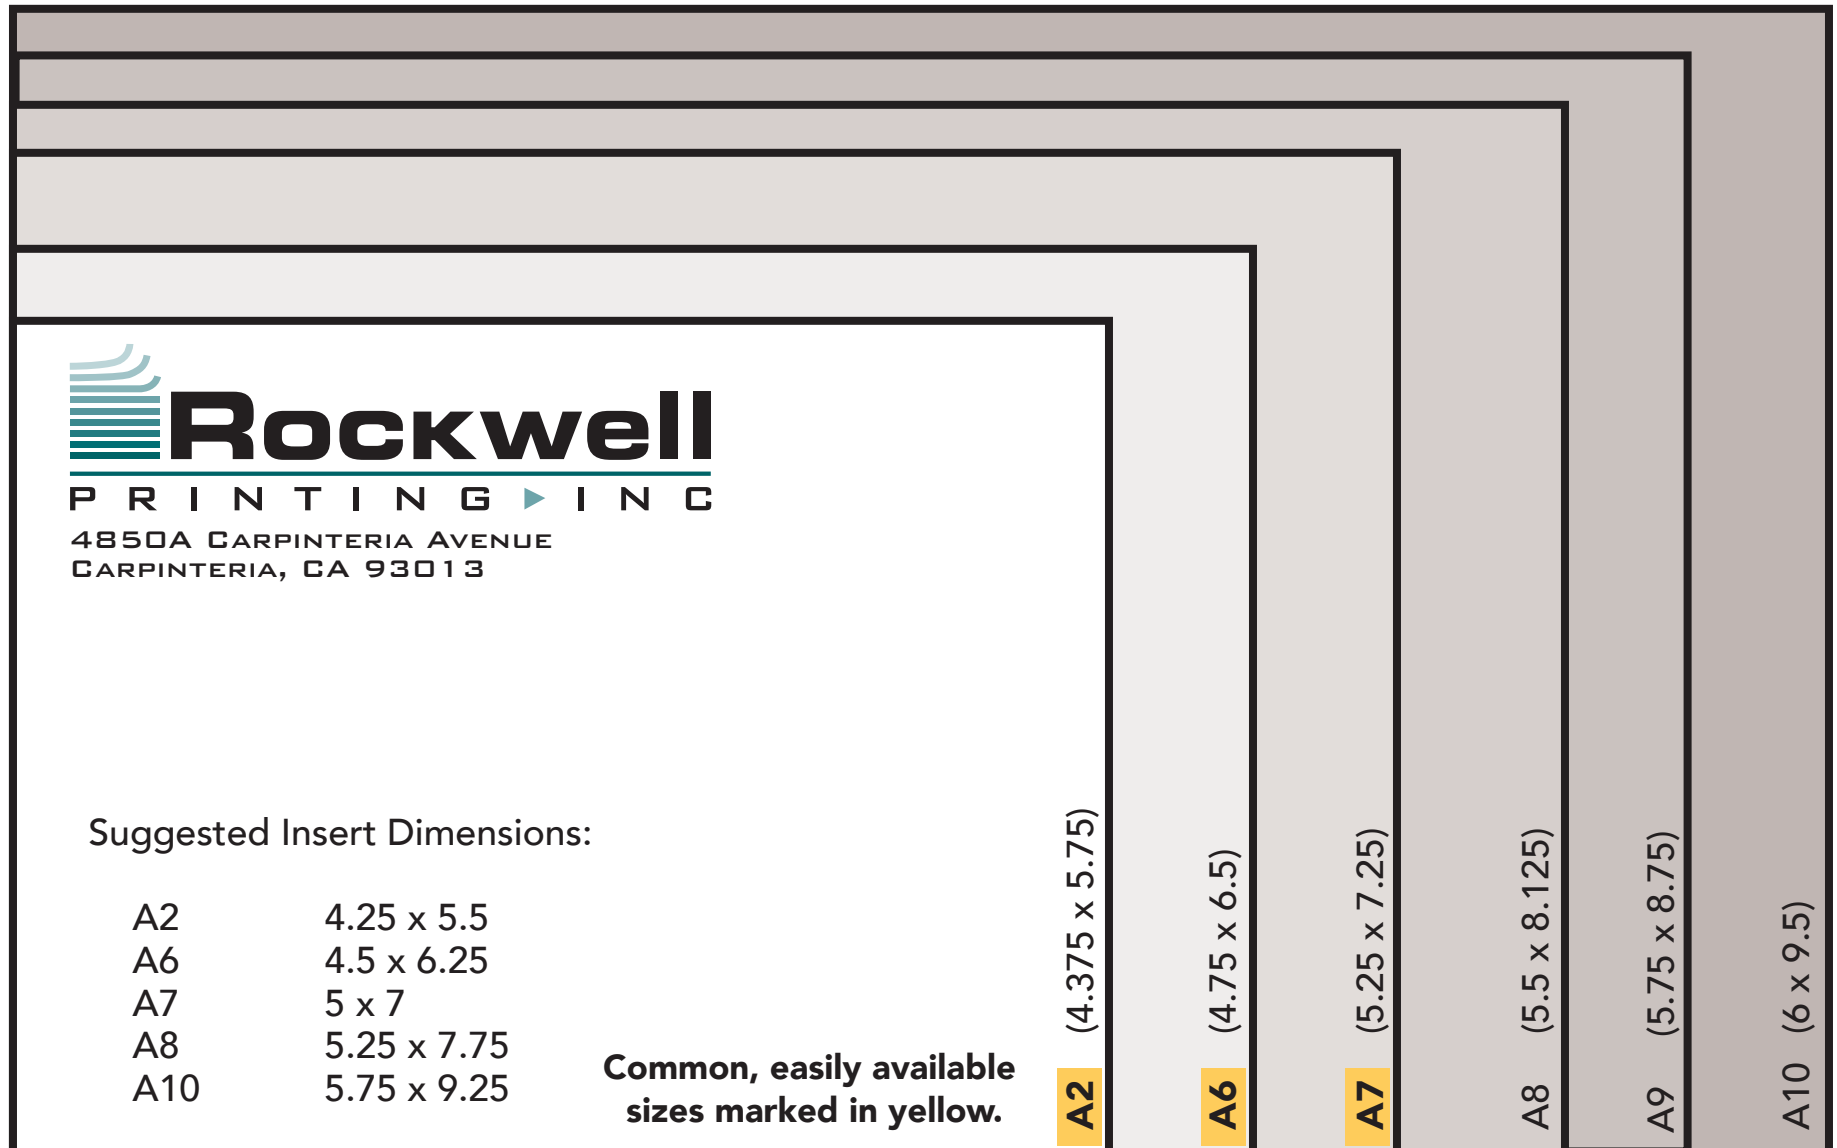 Rockwell
PRINTING INC
4850A Carpinteria Avenue
Carpinteria, CA 93013
Suggested Insert Dimensions:
A2 4.25 x 5.5
A6 4.5 x 6.25
A7 5 x 7
A8 5.25 x 7.75
A10 5.75 x 9.25
Common, easily available
sizes marked in yellow.
A2 (4.375 x 5.75)
A6 (4.75 x 6.5)
A7 (5.25 x 7.25)
A8 (5.5 x 8.125)
A9 (5.75 x 8.75)
A10 (6 x 9.5)